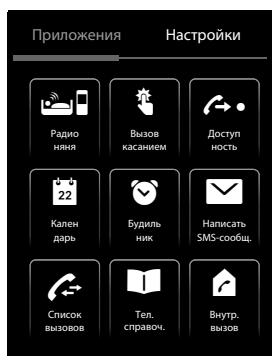 Приложения Настройки
Радио няня
Вызов касанием
Доступ ность
22
Кален дарь
Будиль ник
Написать SMS-сообщ.
Список вызовов
Тел. справоч.
Внутр. вызов